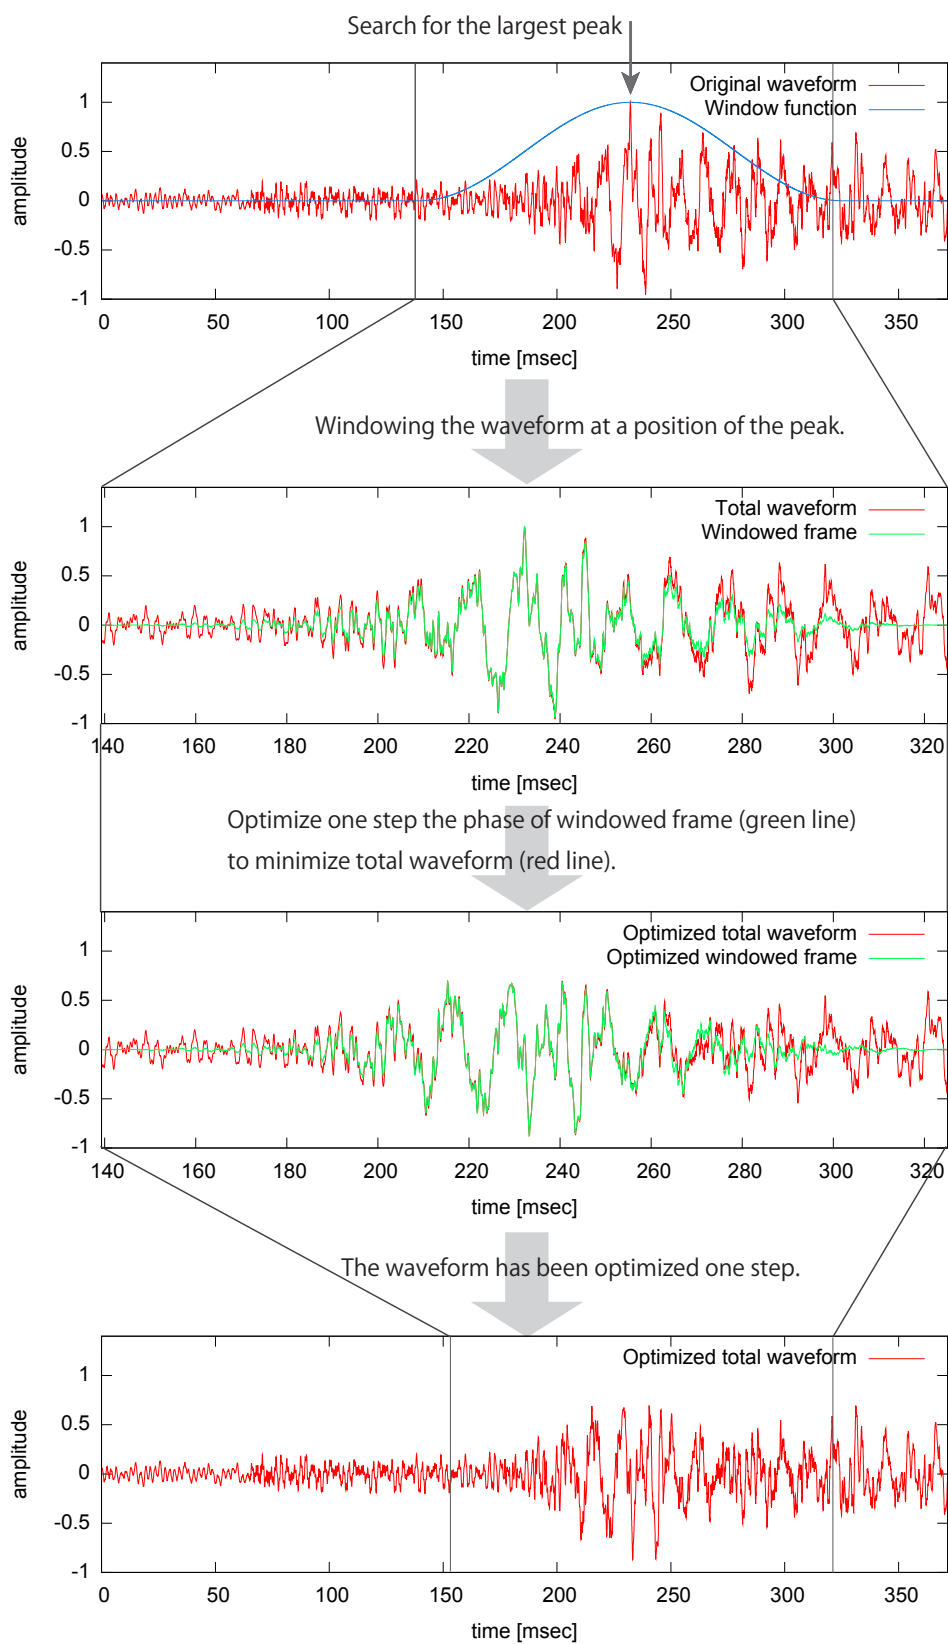 Search for the largest peak
Original waveform
Window function
amplitude
1
0.5
0
-0.5
-1
0 50 100 150 200 250 300 350
time [msec]
Windowing the waveform at a position of the peak.
Total waveform
Windowed frame
amplitude
1
0.5
0
-0.5
-1
140 160 180 200 220 240 260 280 300 320
time [msec]
Optimize one step the phase of windowed frame (green line)
to minimize total waveform (red line).
Optimized total waveform
Optimized windowed frame
amplitude
1
0.5
0
-0.5
-1
140 160 180 200 220 240 260 280 300 320
time [msec]
The waveform has been optimized one step.
Optimized total waveform
amplitude
1
0.5
0
-0.5
-1
0 50 100 150 200 250 300 350
time [msec]